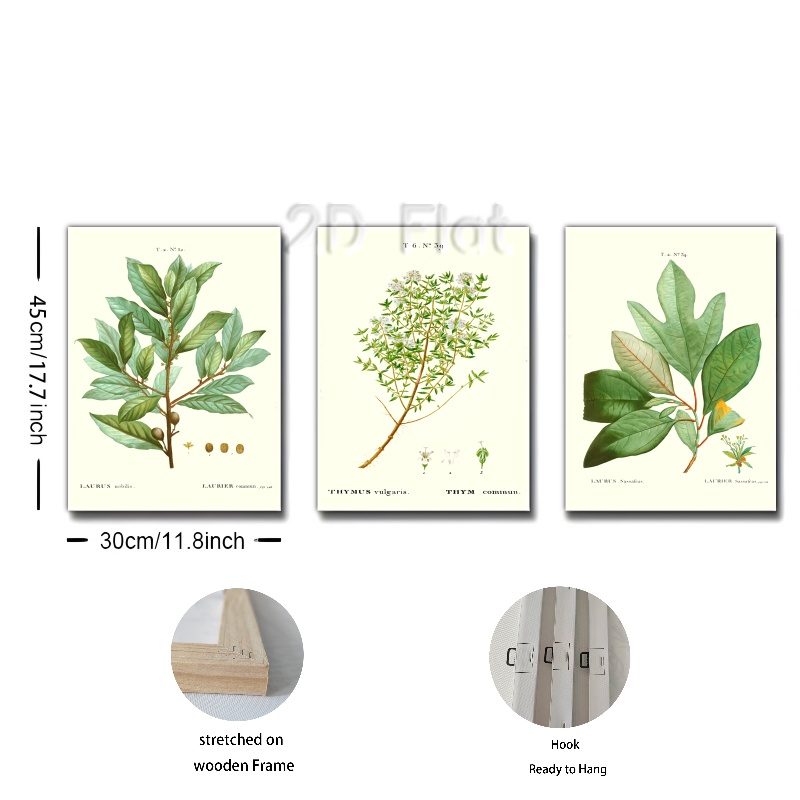 2D Flat
T. 6. N° 39
45cm/17.7inch
LAURUS nobilis.
LAURIER commun.
THYMUS vulgaris.
THYM commun.
LAURUS Sassafras.
LAURIER Sassafras.
30cm/11.8inch
stretched on
wooden Frame
Hook
Ready to Hang